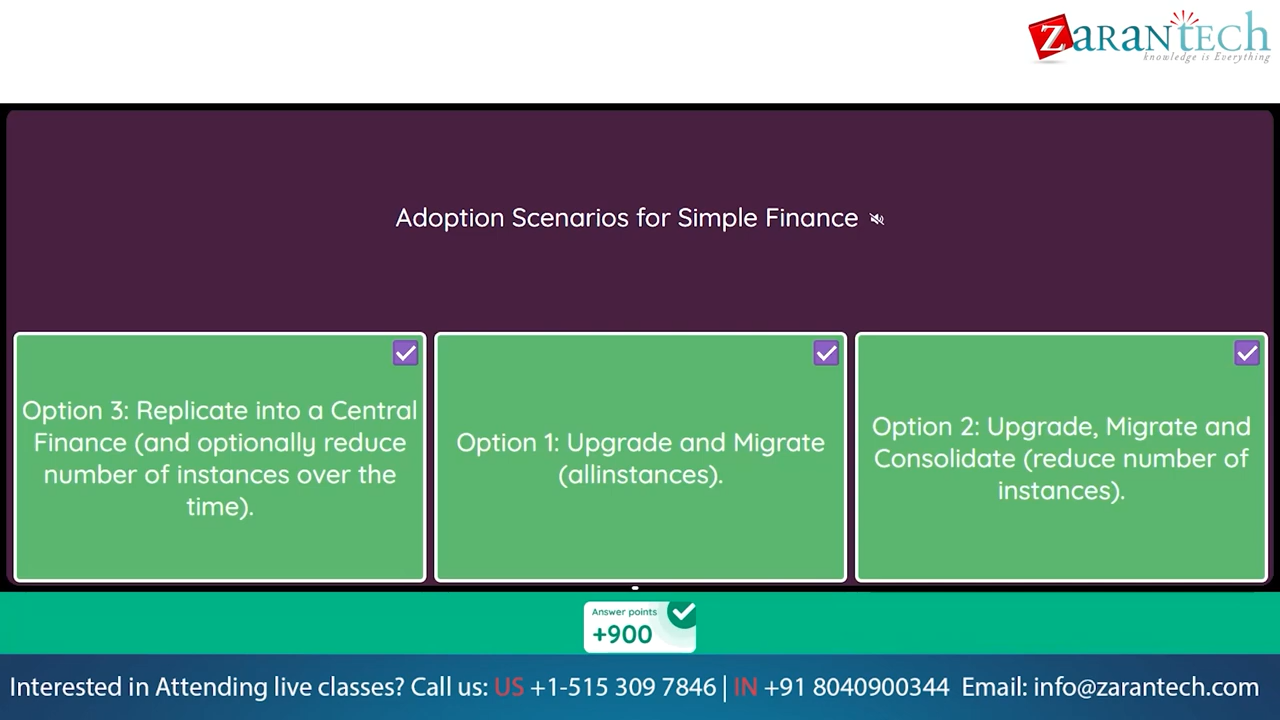 ZARANTECH
knowledge is Everything
Adoption Scenarios for Simple Finance
Option 3: Replicate into a Central
Finance (and optionally reduce
number of instances over the
time).
Option 1: Upgrade and Migrate
(allinstances).
Option 2: Upgrade, Migrate and
Consolidate (reduce number of
instances).
Answer points
+900
Interested in Attending live classes? Call us: US +1-515 309 7846 | IN +91 8040900344 Email: info@zarantech.com